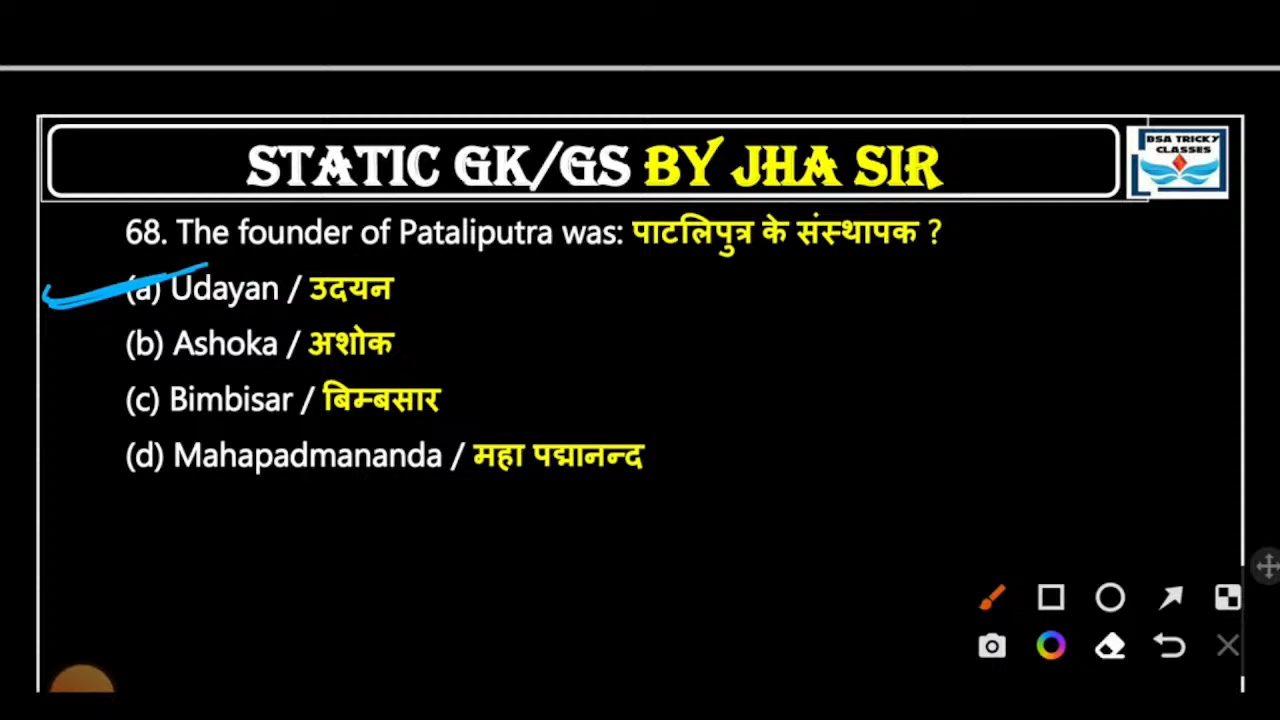 STATIC GK/GS BY JHA SIR
BSA TRICKY
CLASSES
68. The founder of Pataliputra was: पाटलिपुत्र के संस्थापक ?
(a) Udayan / उदयन
(b) Ashoka / अशोक
(c) Bimbisar / बिम्बसार
(d) Mahapadmananda / महा पद्मानन्द